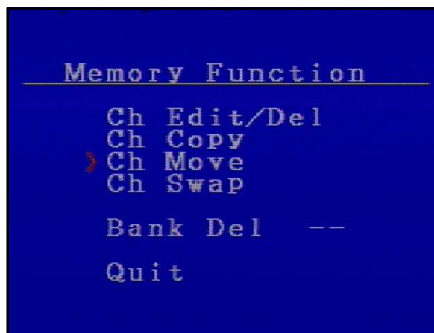 Memory Function
Ch Edit/Del
Ch Copy
Ch Move
Ch Swap
Bank Del --
Quit